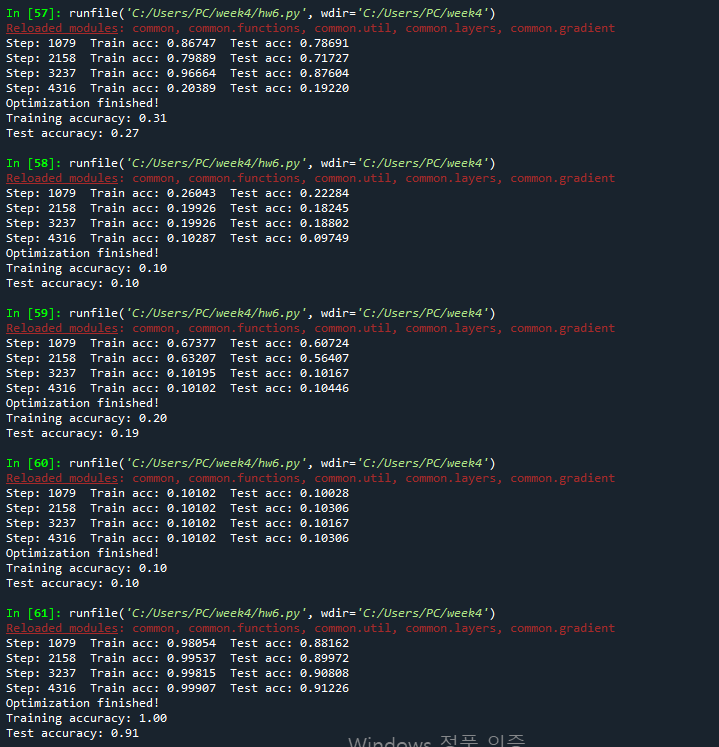 In [57]: runfile('C:/Users/PC/week4/hw6.py', wdir='C:/Users/PC/week4')
Reloaded modules: common, common.functions, common.util, common.layers, common.gradient
Step: 1079  Train acc: 0.86747  Test acc: 0.78691
Step: 2158  Train acc: 0.79889  Test acc: 0.71727
Step: 3237  Train acc: 0.96664  Test acc: 0.87604
Step: 4316  Train acc: 0.20389  Test acc: 0.19220
Optimization finished!
Training accuracy: 0.31
Test accuracy: 0.27
In [58]: runfile('C:/Users/PC/week4/hw6.py', wdir='C:/Users/PC/week4')
Reloaded modules: common, common.functions, common.util, common.layers, common.gradient
Step: 1079  Train acc: 0.26043  Test acc: 0.22284
Step: 2158  Train acc: 0.19926  Test acc: 0.18245
Step: 3237  Train acc: 0.19926  Test acc: 0.18802
Step: 4316  Train acc: 0.10287  Test acc: 0.09749
Optimization finished!
Training accuracy: 0.10
Test accuracy: 0.10
In [59]: runfile('C:/Users/PC/week4/hw6.py', wdir='C:/Users/PC/week4')
Reloaded modules: common, common.functions, common.util, common.layers, common.gradient
Step: 1079  Train acc: 0.67377  Test acc: 0.60724
Step: 2158  Train acc: 0.63207  Test acc: 0.56407
Step: 3237  Train acc: 0.10195  Test acc: 0.10167
Step: 4316  Train acc: 0.10102  Test acc: 0.10446
Optimization finished!
Training accuracy: 0.20
Test accuracy: 0.19
In [60]: runfile('C:/Users/PC/week4/hw6.py', wdir='C:/Users/PC/week4')
Reloaded modules: common, common.functions, common.util, common.layers, common.gradient
Step: 1079  Train acc: 0.10102  Test acc: 0.10028
Step: 2158  Train acc: 0.10102  Test acc: 0.10306
Step: 3237  Train acc: 0.10102  Test acc: 0.10167
Step: 4316  Train acc: 0.10102  Test acc: 0.10306
Optimization finished!
Training accuracy: 0.10
Test accuracy: 0.10
In [61]: runfile('C:/Users/PC/week4/hw6.py', wdir='C:/Users/PC/week4')
Reloaded modules: common, common.functions, common.util, common.layers, common.gradient
Step: 1079  Train acc: 0.98054  Test acc: 0.88162
Step: 2158  Train acc: 0.99537  Test acc: 0.89972
Step: 3237  Train acc: 0.99815  Test acc: 0.90808
Step: 4316  Train acc: 0.99907  Test acc: 0.91226
Optimization finished!
Training accuracy: 1.00
Test accuracy: 0.91
Windows 정품 인증